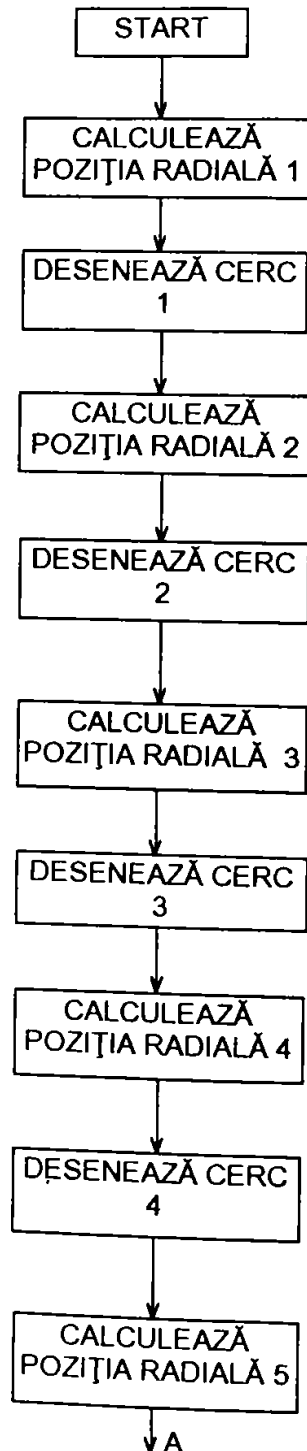 START
CALCULEAZĂ
POZIŢIA RADIALĂ 1
DESENEAZĂ CERC
1
CALCULEAZĂ
POZIŢIA RADIALĂ 2
DESENEAZĂ CERC
2
CALCULEAZĂ
POZIŢIA RADIALĂ 3
DESENEAZĂ CERC
3
CALCULEAZĂ
POZIŢIA RADIALĂ 4
DESENEAZĂ CERC
4
CALCULEAZĂ
POZIŢIA RADIALĂ 5
A